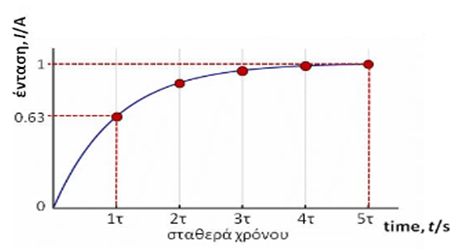 ένταση, I/A
1
0.63
0
1τ 2τ 3τ 4τ 5τ
time, t/s
σταθερά χρόνου